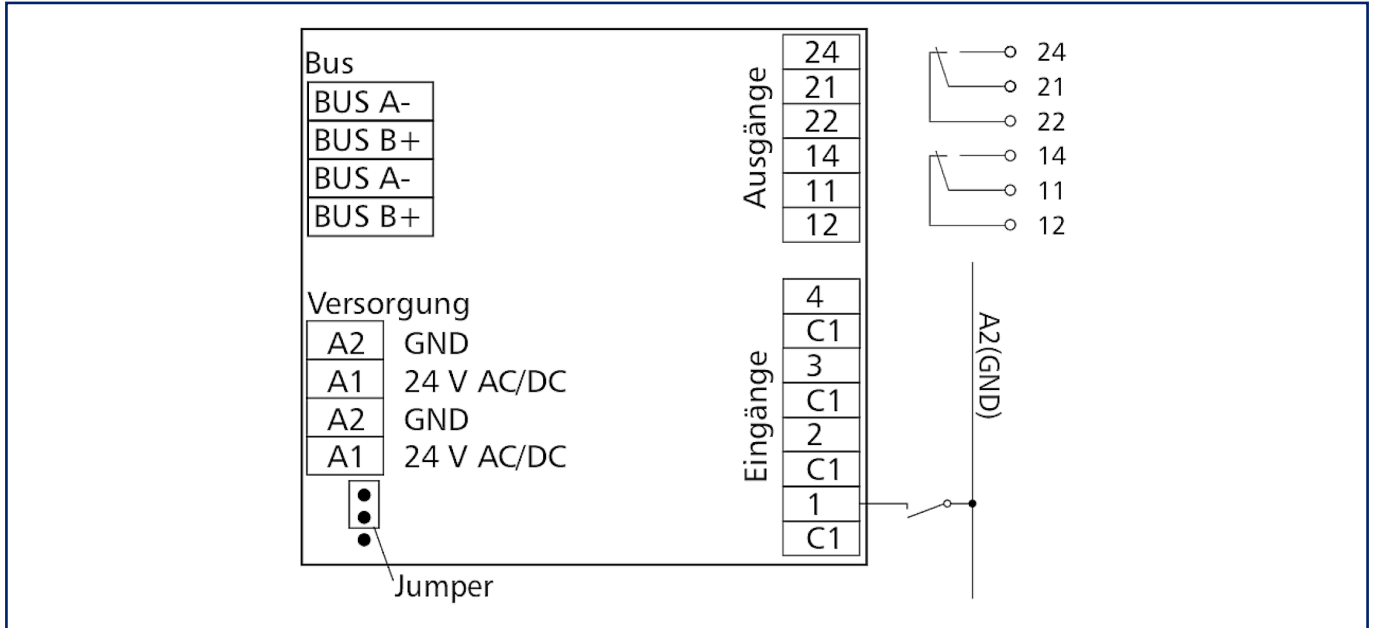 Bus
BUS A-
BUS B+
BUS A-
BUS B+
Versorgung
A2 GND
A1 24 V AC/DC
A2 GND
A1 24 V AC/DC
Jumper
Ausgänge
24
21
22
14
11
12
Eingänge
4
C1
3
C1
2
C1
1
C1
24
21
22
14
11
12
A2(GND)